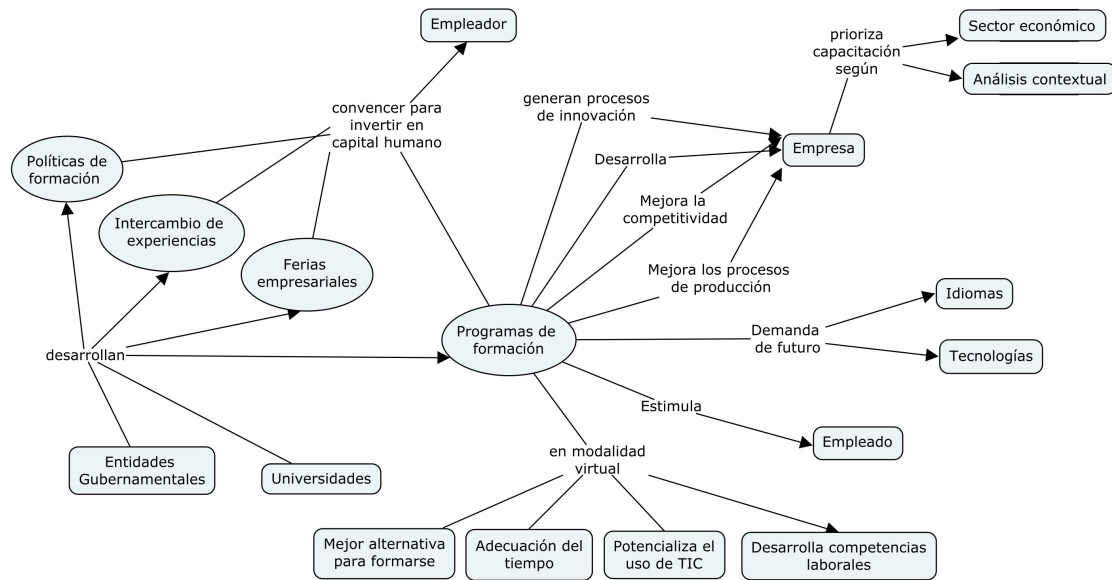 Empleador
prioriza
capacitación
según
Sector económico
Análisis contextual
convencer para
invertir en
capital humano
generan procesos
de innovación
Desarrolla
Empresa
Políticas de
formación
Intercambio de
experiencias
Mejora la
competitividad
Ferias
empresariales
Mejora los procesos
de producción
Idiomas
Programas de
formación
Demanda
de futuro
Tecnologías
desarrollan
Estimula
Empleado
Entidades
Gubernamentales
Universidades
en modalidad
virtual
Mejor alternativa
para formarse
Adecuación del
tiempo
Potencializa el
uso de TIC
Desarrolla competencias
laborales